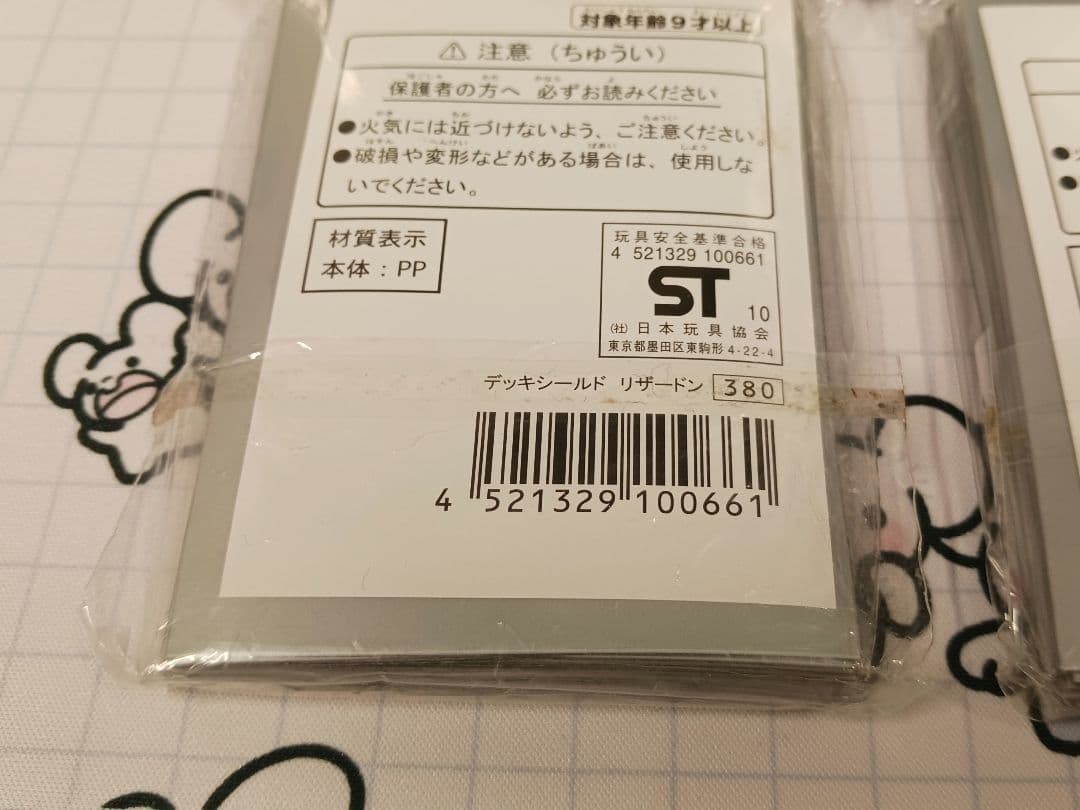 対象年齢9才以上
⚠ 注意（ちゅうい）
保護者の方へ 必ずお読みください
●火気には近づけないよう、ご注意ください。
●破損や変形などがある場合は、使用しな
いでください。
材質表示
本体：PP
玩具安全基準合格
4 521329 100661
ST 10
(社)日本玩具協会
東京都墨田区東駒形 4-22-4
デッキシールド リザードン 380
4 521329 100661